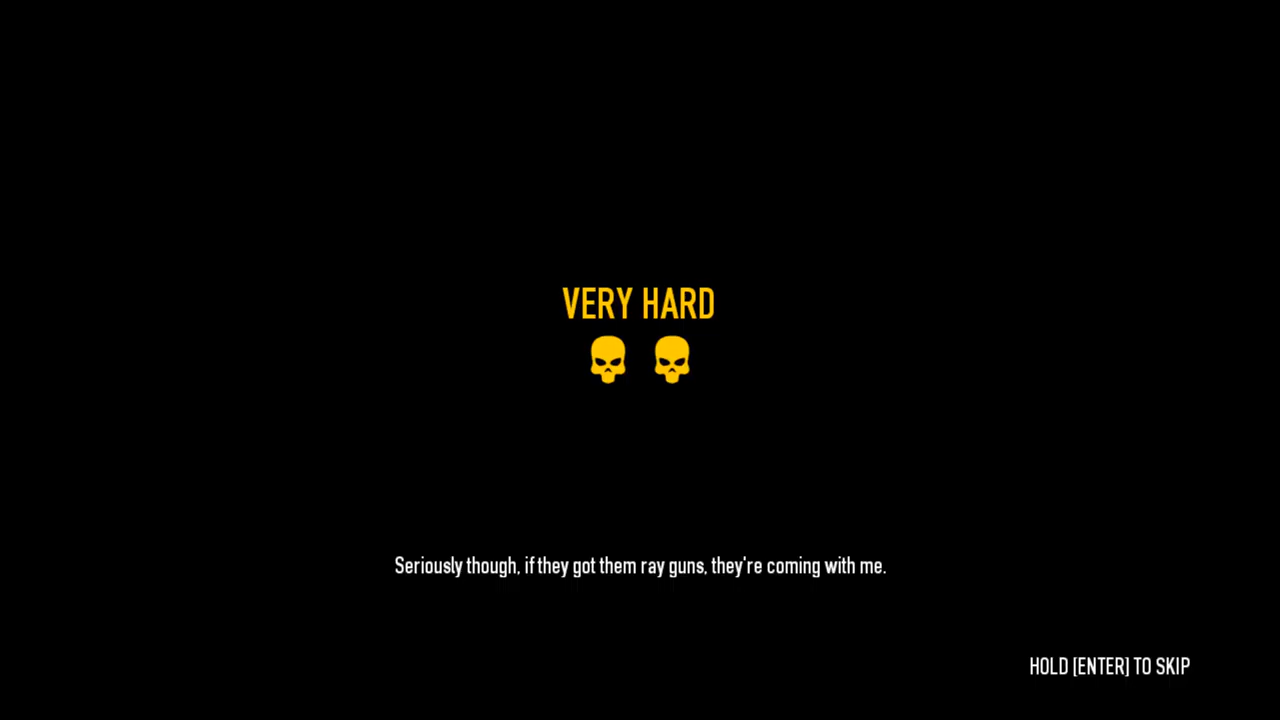 VERY HARD
Seriously though, if they got them ray guns, they're coming with me.
HOLD [ENTER] TO SKIP